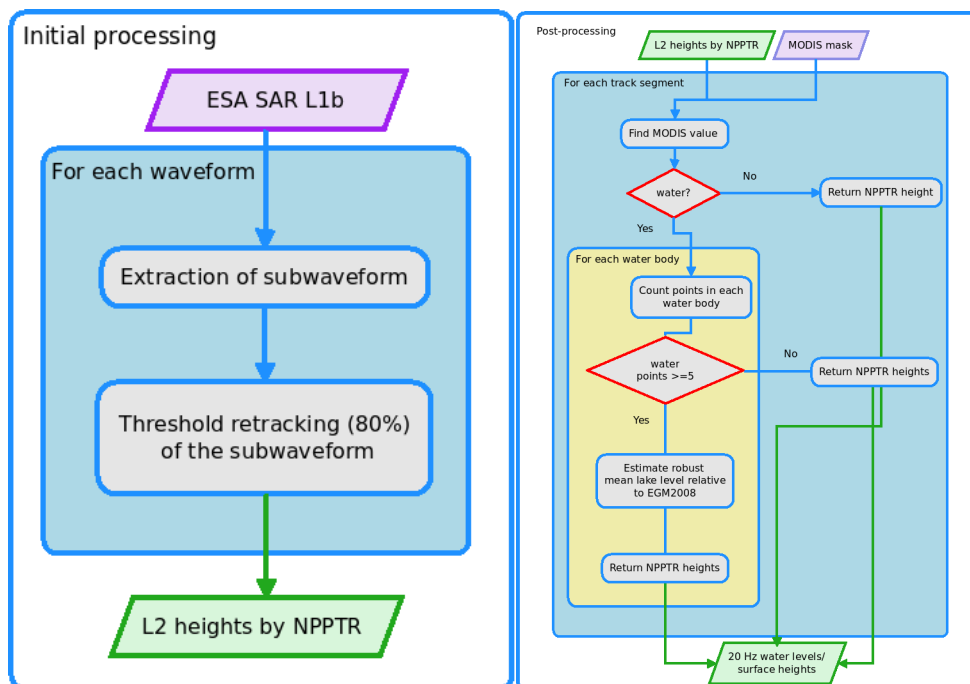 Initial processing
ESA SAR L1b
For each waveform
Extraction of subwaveform
Threshold retracking (80%)
of the subwaveform
L2 heights by NPPTR
Post-processing
L2 heights by NPPTR
MODIS mask
For each track segment
Find MODIS value
water?
No
Return NPPTR height
Yes
For each water body
Count points in each
water body
water
points >=5
No
Return NPPTR heights
Yes
Estimate robust
mean lake level relative
to EGM2008
Return NPPTR heights
20 Hz water levels/
surface heights